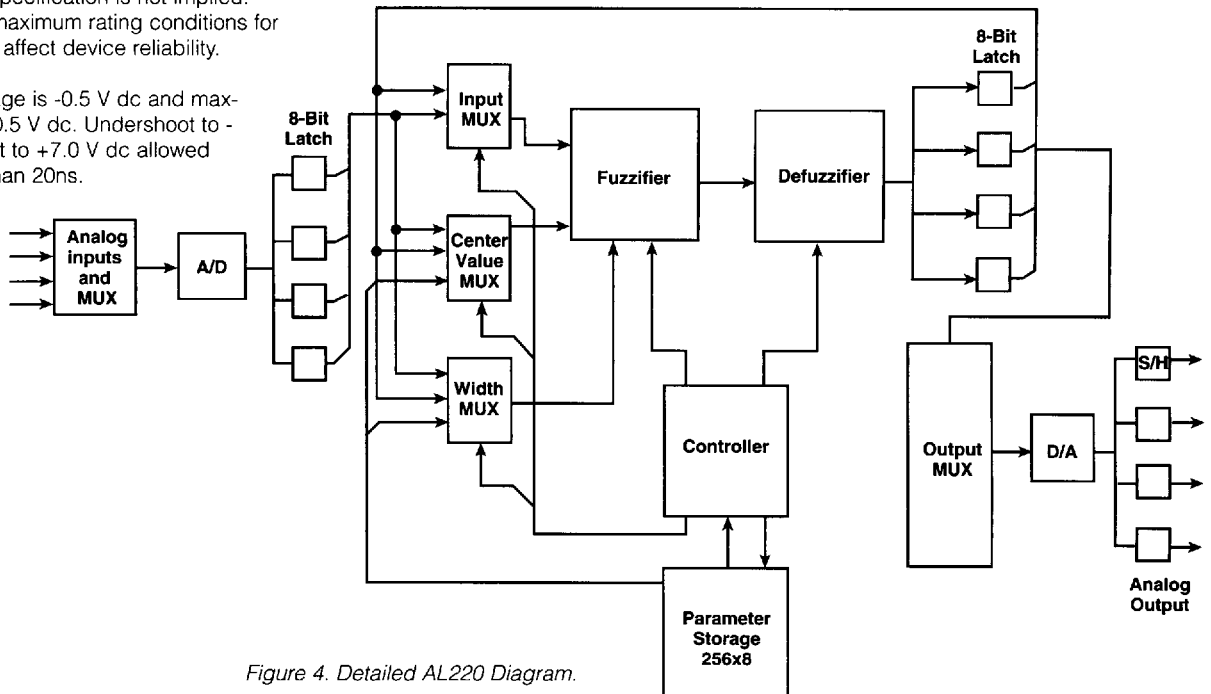 pecification is not implied.
maximum rating conditions for
affect device reliability.
age is -0.5 V dc and max-
0.5 V dc. Undershoot to -
t to +7.0 V dc allowed
han 20ns.
8-Bit
Latch
Analog
inputs
and
MUX
A/D
Input
MUX
Center
Value
MUX
Width
MUX
Fuzzifier
Defuzzifier
8-Bit
Latch
Controller
Parameter
Storage
256x8
Output
MUX
D/A
S/H
Analog
Output
Figure 4. Detailed AL220 Diagram.